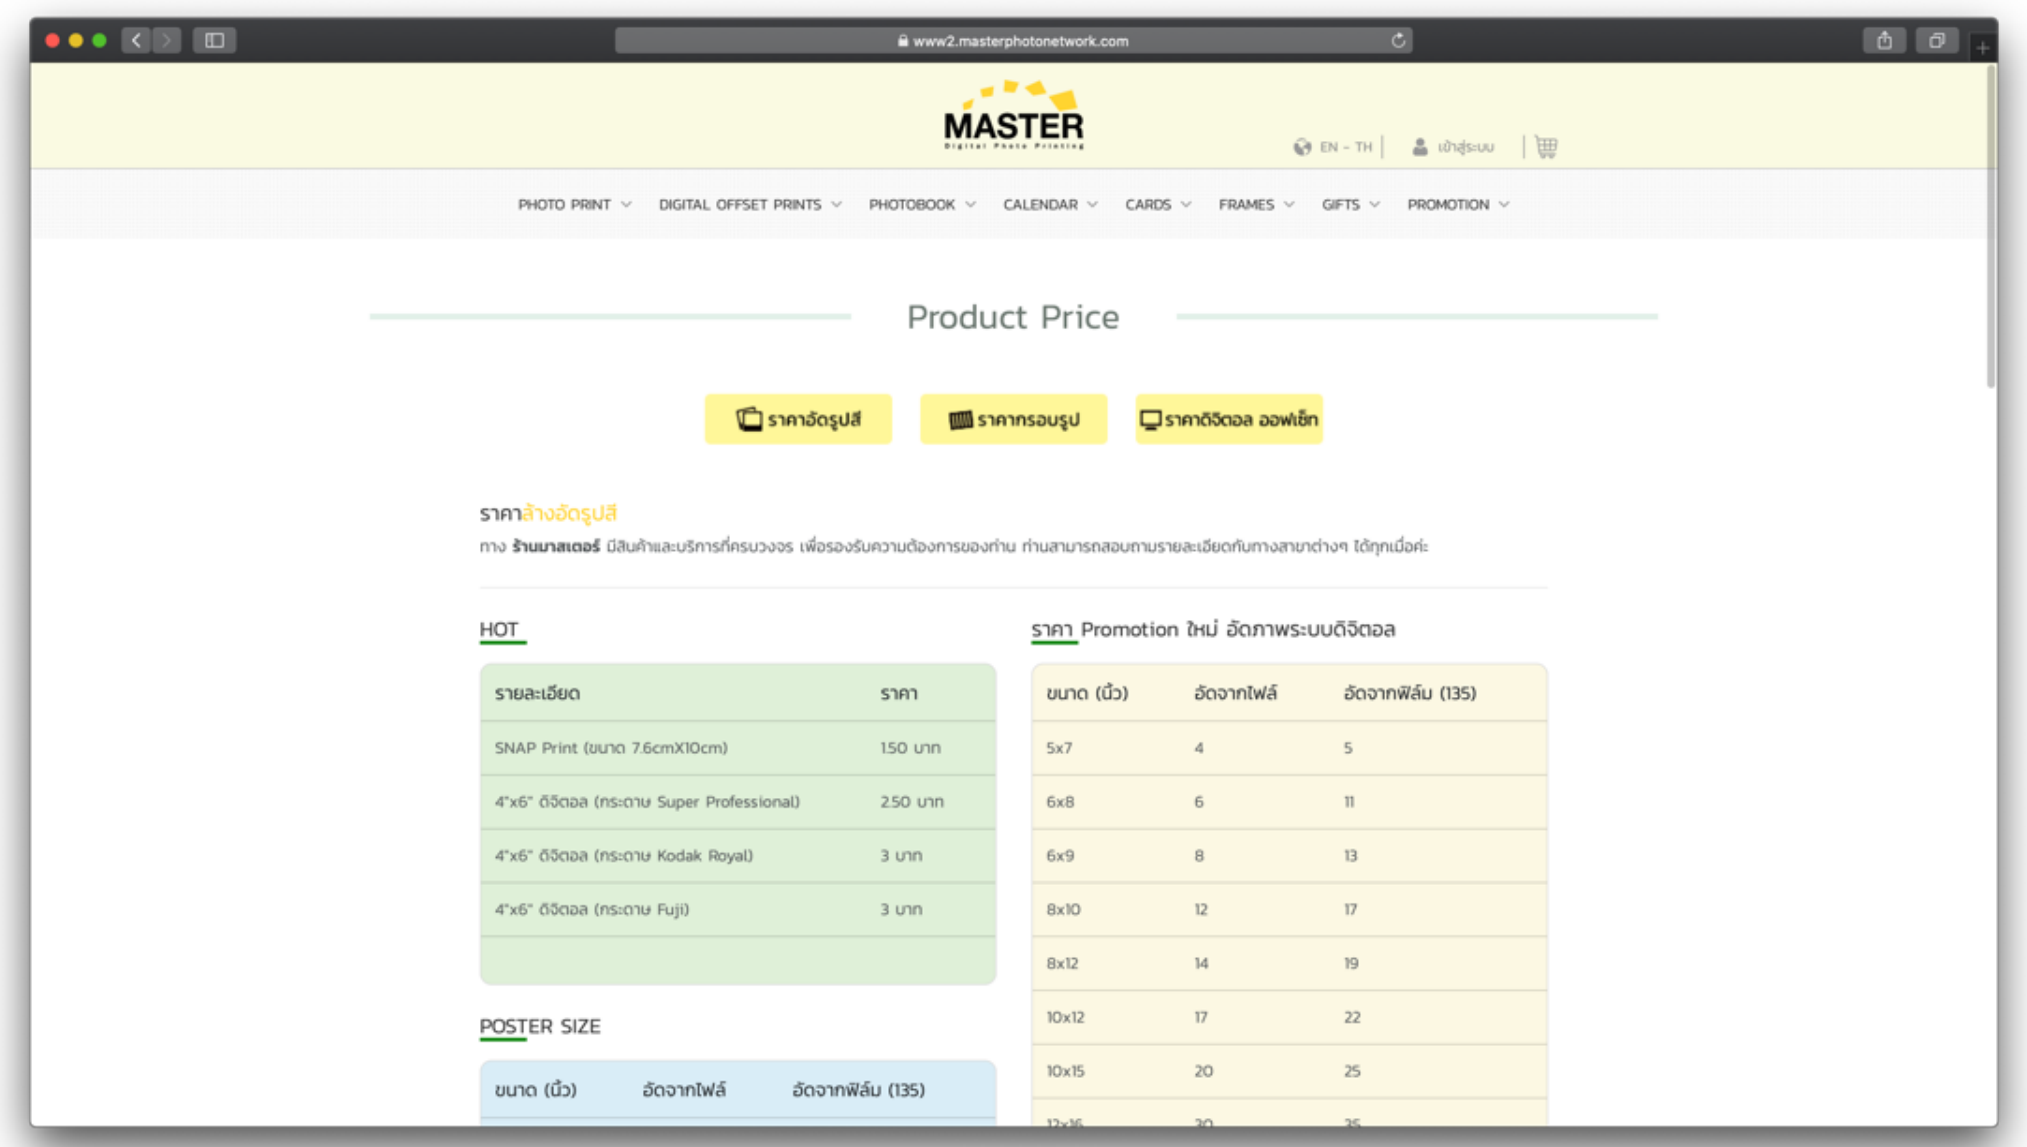 www2.masterphotonetwork.com
MASTER
Digital Photo Printing
EN - TH | เข้าสู่ระบบ |
PHOTO PRINT DIGITAL OFFSET PRINTS PHOTOBOOK CALENDAR CARDS FRAMES GIFTS PROMOTION
Product Price
ราคาอัดรูปสี ราคากรอบรูป ราคาดิจิตอล ออฟเซ็ท
ราคาล้างอัดรูปสี
ทาง ร้านมาสเตอร์ มีสินค้าและบริการที่ครบวงจร เพื่อรองรับความต้องการของท่าน ท่านสามารถสอบถามรายละเอียดกับทางสาขาต่างๆ ได้ทุกเมื่อค่ะ
HOT
รายละเอียด ราคา
SNAP Print (ขนาด 7.6cmX10cm) 1.50 บาท
4"x6" ดิจิตอล (กระดาษ Super Professional) 2.50 บาท
4"x6" ดิจิตอล (กระดาษ Kodak Royal) 3 บาท
4"x6" ดิจิตอล (กระดาษ Fuji) 3 บาท
POSTER SIZE
ขนาด (นิ้ว) อัดจากไฟล์ อัดจากฟิล์ม (135)
ราคา Promotion ใหม่ อัดภาพระบบดิจิตอล
ขนาด (นิ้ว) อัดจากไฟล์ อัดจากฟิล์ม (135)
5x7 4 5
6x8 6 11
6x9 8 13
8x10 12 17
8x12 14 19
10x12 17 22
10x15 20 25
12x16 30 35